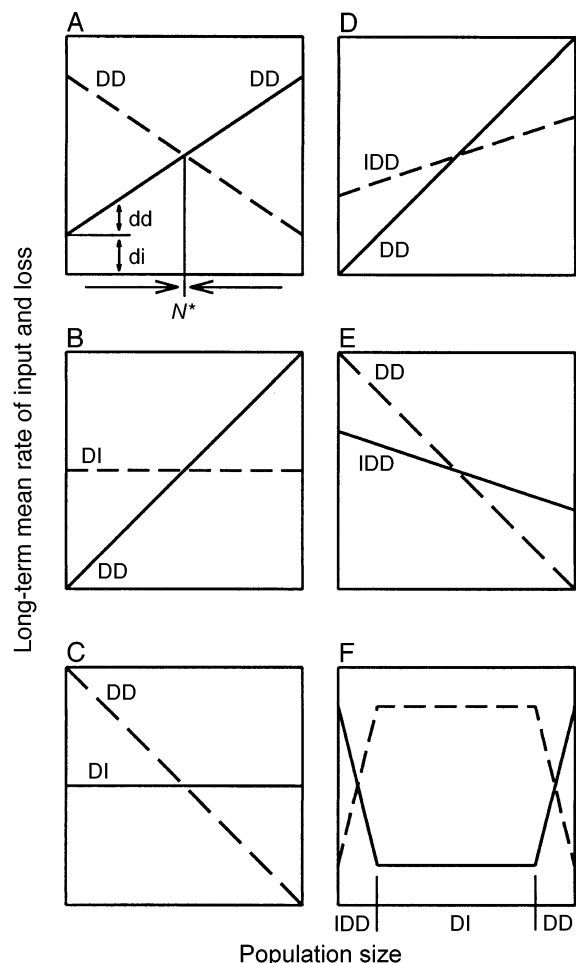 Long-term mean rate of input and loss
A
DD
DD
dd
di
N*
B
DI
DD
C
DD
DI
D
IDD
DD
E
DD
IDD
F
IDD
DI
DD
Population size